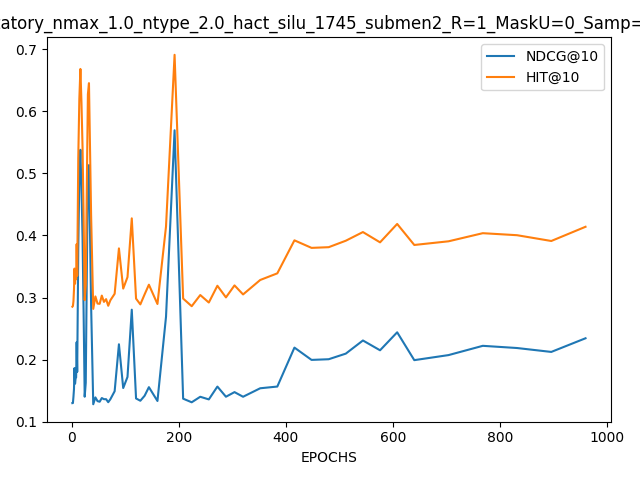 atory_nmax_1.0_ntype_2.0_hact_silu_1745_submen2_R=1_MaskU=0_Samp=
NDCG@10
HIT@10
0.7
0.6
0.5
0.4
0.3
0.2
0.1
0 200 400 600 800 1000
EPOCHS